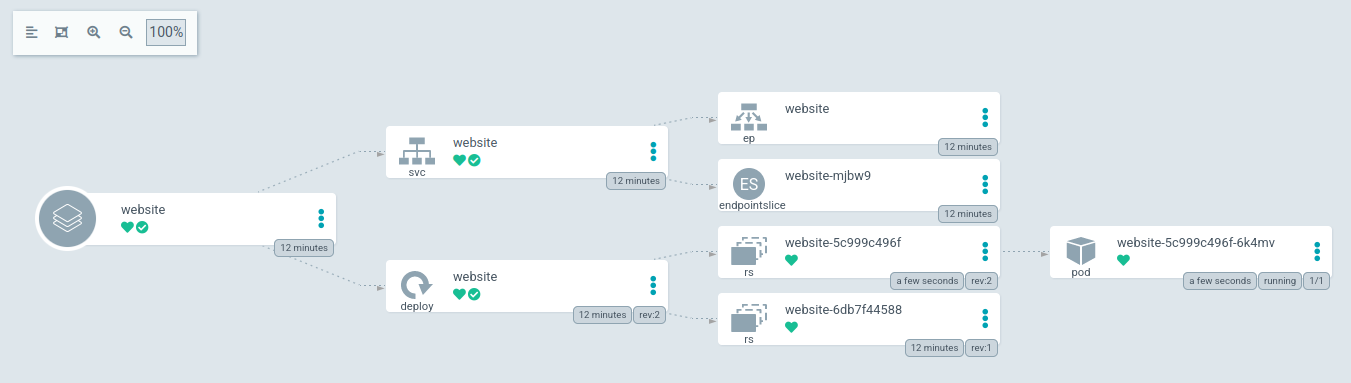 100%
website
12 minutes
svc
website
12 minutes
deploy
website
12 minutes rev:2
ep
website
12 minutes
ES
endpointslice
website-mjbw9
12 minutes
rs
website-5c999c496f
a few seconds rev:2
rs
website-6db7f44588
12 minutes rev:1
pod
website-5c999c496f-6k4mv
a few seconds running 1/1